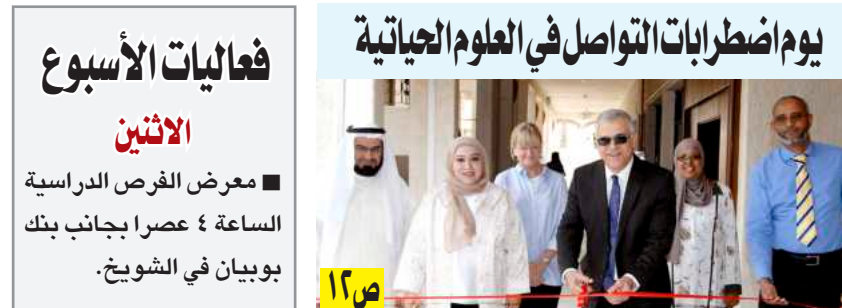 يوم اضطرابات التواصل في العلوم الحياتية
ص١٢
فعاليات الأسبوع
الاثنين
■ معرض الفرص الدراسية
الساعة ٤ عصرا بجانب بنك
بوبيان في الشويخ.